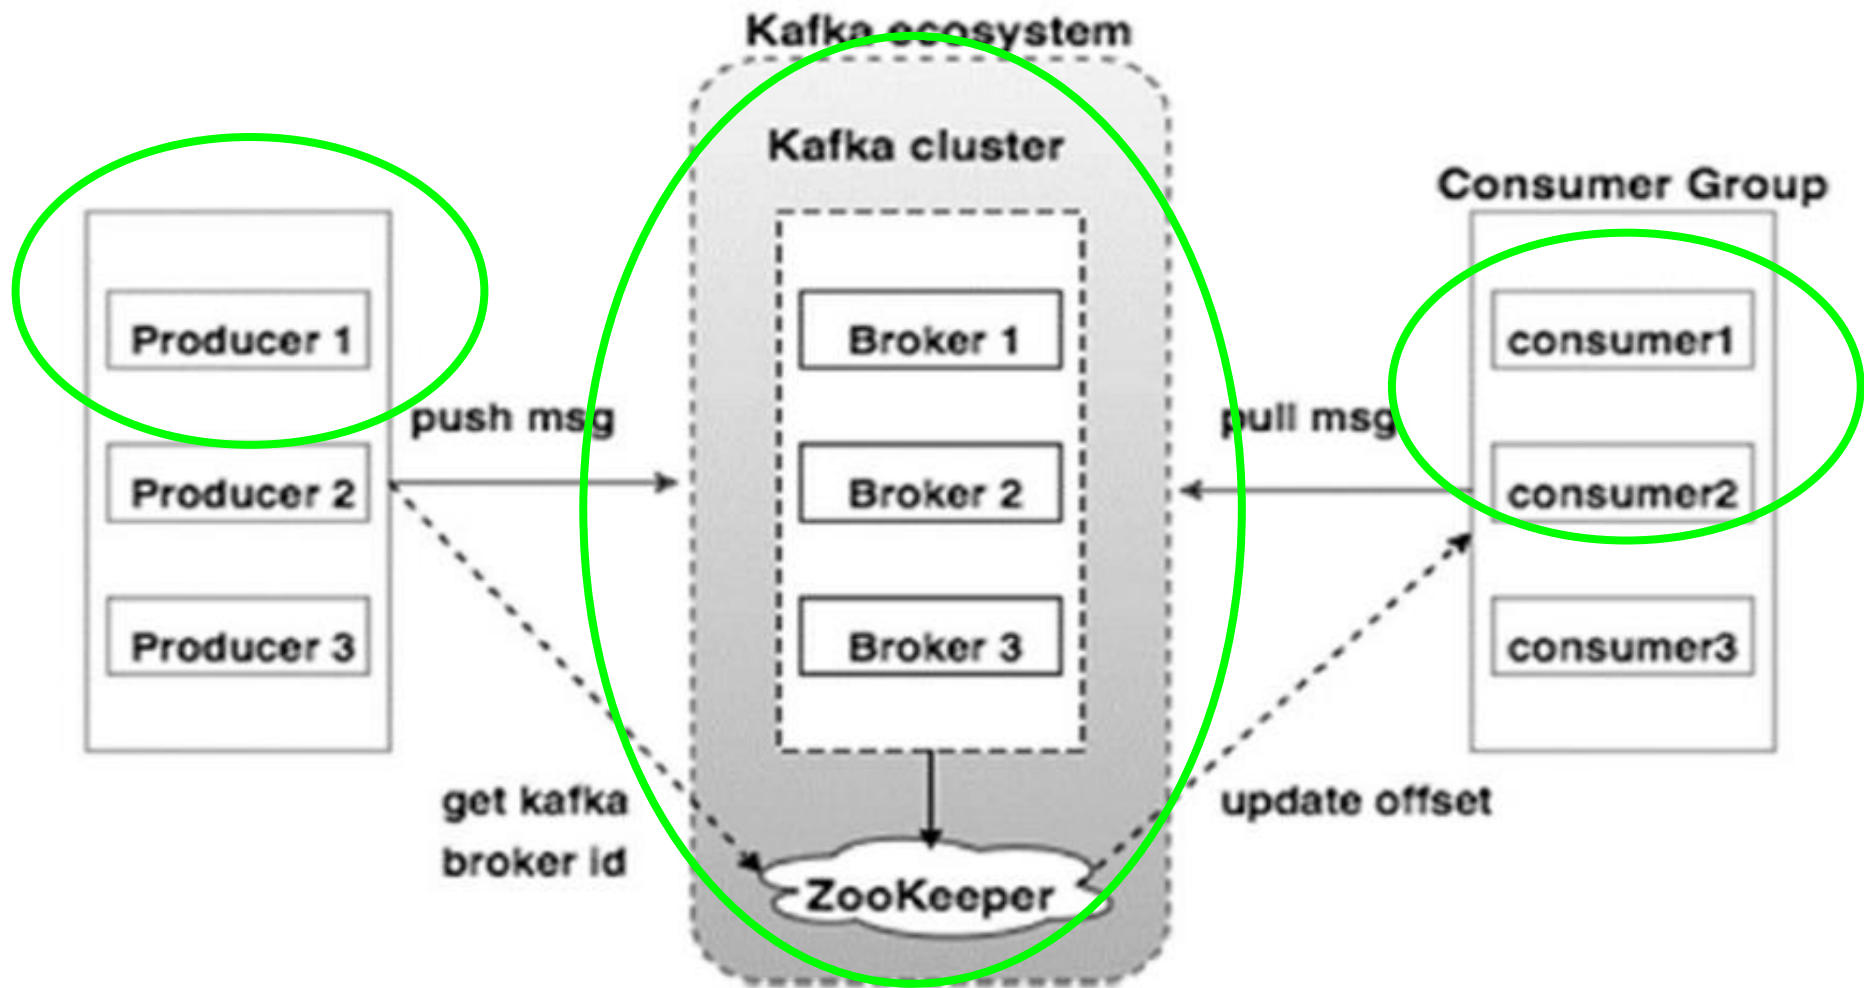 Kafka ecosystem
Kafka cluster
Consumer Group
Producer 1
Broker 1
consumer1
push msg
pull msg
Producer 2
Broker 2
consumer2
Producer 3
Broker 3
consumer3
get kafka
broker id
update offset
ZooKeeper